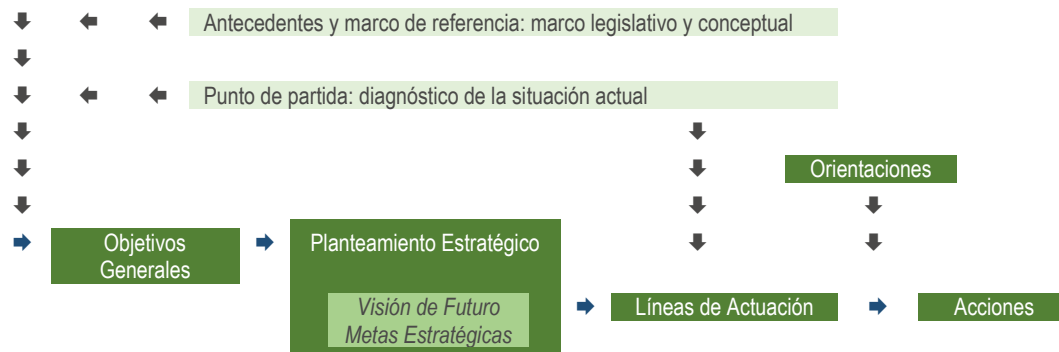 Antecedentes y marco de referencia: marco legislativo y conceptual
Punto de partida: diagnóstico de la situación actual
Orientaciones
Objetivos
Generales
Planteamiento Estratégico
Visión de Futuro
Metas Estratégicas
Líneas de Actuación
Acciones